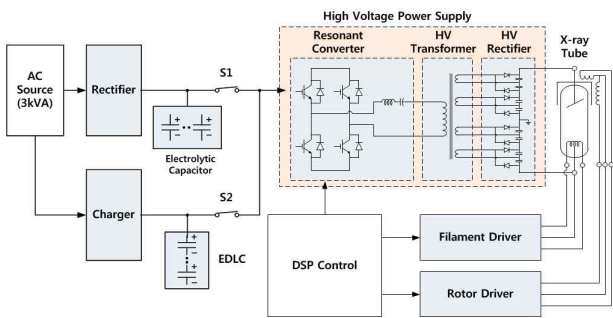 High Voltage Power Supply
Resonant
Converter
HV
Transformer
HV
Rectifier
X-ray
Tube
AC
Source
(3kVA)
Rectifier
S1
+
−
+
−
Electrolytic
Capacitor
Charger
S2
+
−
+
−
EDLC
DSP Control
Filament Driver
Rotor Driver